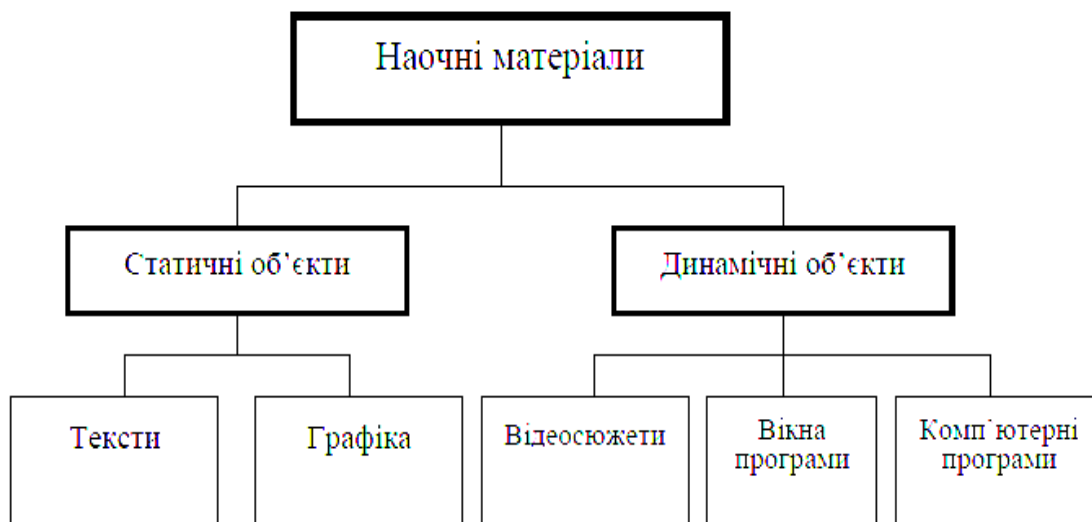 Наочні матеріали
Статичні об’єкти
Динамічні об’єкти
Тексти
Графіка
Відеосюжети
Вікна
програми
Комп’ютерні
програми